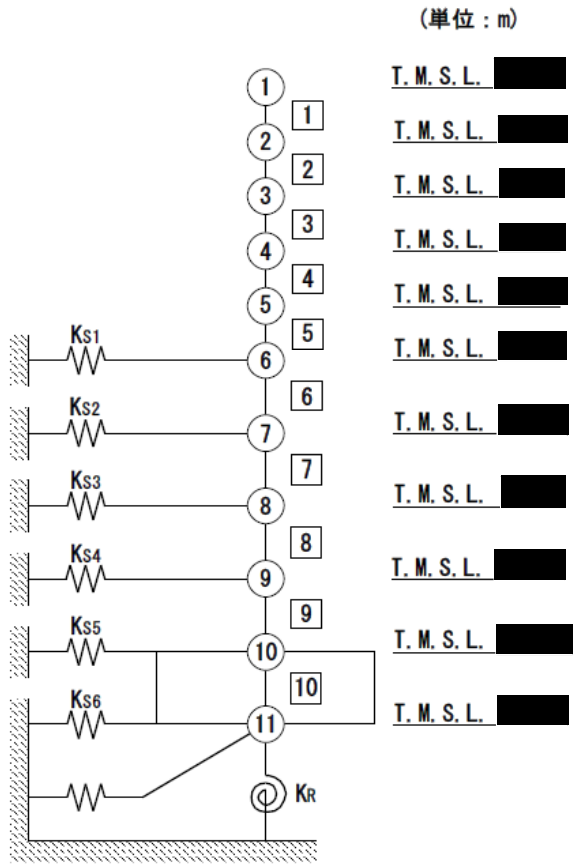 (単位：m)
1 T.M.S.L.
1
2 T.M.S.L.
2
3 T.M.S.L.
3
4 T.M.S.L.
4
5 T.M.S.L.
5
KS1 6 T.M.S.L.
6
KS2 7 T.M.S.L.
7
KS3 8 T.M.S.L.
8
KS4 9 T.M.S.L.
9
KS5 10 T.M.S.L.
10
KS6 11 T.M.S.L.
KR